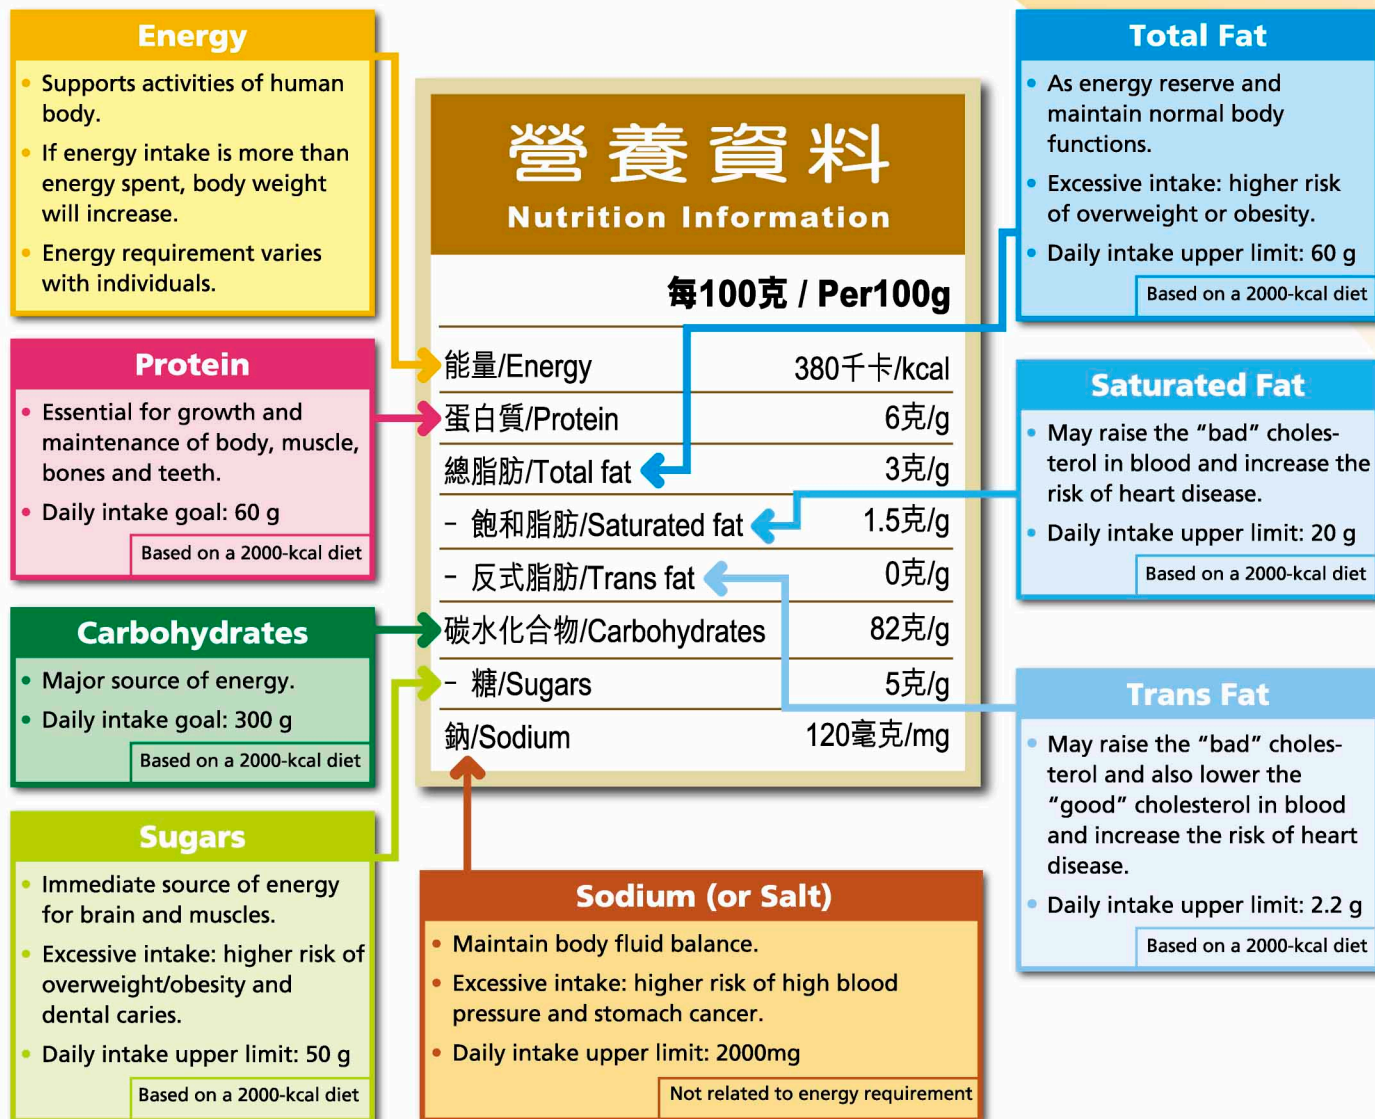 Energy
• Supports activities of human
body.
• If energy intake is more than
energy spent, body weight
will increase.
• Energy requirement varies
with individuals.
Protein
• Essential for growth and
maintenance of body, muscle,
bones and teeth.
• Daily intake goal: 60 g
Based on a 2000-kcal diet
Carbohydrates
• Major source of energy.
• Daily intake goal: 300 g
Based on a 2000-kcal diet
Sugars
• Immediate source of energy
for brain and muscles.
• Excessive intake: higher risk of
overweight/obesity and
dental caries.
• Daily intake upper limit: 50 g
Based on a 2000-kcal diet
營養資料
Nutrition Information
每100克 / Per100g
能量/Energy 380千卡/kcal
蛋白質/Protein 6克/g
總脂肪/Total fat 3克/g
– 飽和脂肪/Saturated fat 1.5克/g
– 反式脂肪/Trans fat 0克/g
碳水化合物/Carbohydrates 82克/g
– 糖/Sugars 5克/g
鈉/Sodium 120毫克/mg
Sodium (or Salt)
• Maintain body fluid balance.
• Excessive intake: higher risk of high blood
pressure and stomach cancer.
• Daily intake upper limit: 2000mg
Not related to energy requirement
Total Fat
• As energy reserve and
maintain normal body
functions.
• Excessive intake: higher risk
of overweight or obesity.
• Daily intake upper limit: 60 g
Based on a 2000-kcal diet
Saturated Fat
• May raise the “bad” choles-
terol in blood and increase the
risk of heart disease.
• Daily intake upper limit: 20 g
Based on a 2000-kcal diet
Trans Fat
• May raise the “bad” choles-
terol and also lower the
“good” cholesterol in blood
and increase the risk of heart
disease.
• Daily intake upper limit: 2.2 g
Based on a 2000-kcal diet